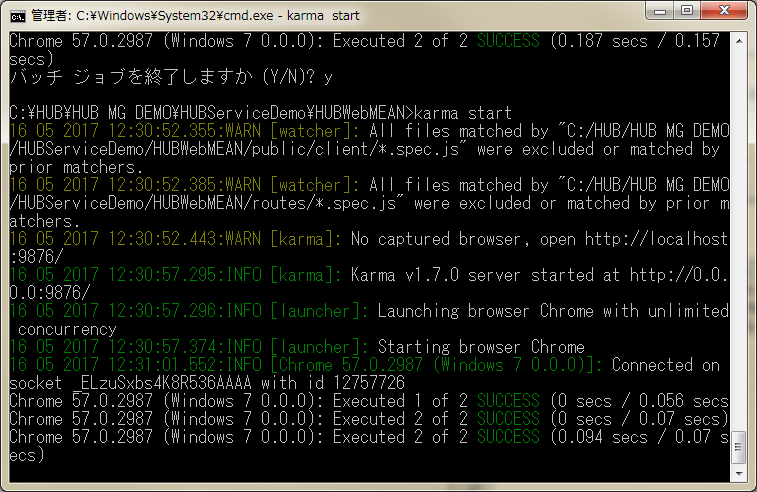 管理者: C:¥Windows¥System32¥cmd.exe - karma  start
Chrome 57.0.2987 (Windows 7 0.0.0): Executed 2 of 2 SUCCESS (0.187 secs / 0.157
secs)
バッチ ジョブを終了しますか (Y/N)? y
C:¥HUB¥HUB MG DEMO¥HUBServiceDemo¥HUBWebMEAN>karma start
16 05 2017 12:30:52.355:WARN [watcher]: All files matched by "C:/HUB/HUB MG DEMO
/HUBServiceDemo/HUBWebMEAN/public/client/*.spec.js" were excluded or matched by
prior matchers.
16 05 2017 12:30:52.385:WARN [watcher]: All files matched by "C:/HUB/HUB MG DEMO
/HUBServiceDemo/HUBWebMEAN/routes/*.spec.js" were excluded or matched by prior m
atchers.
16 05 2017 12:30:52.443:WARN [karma]: No captured browser, open http://localhost
:9876/
16 05 2017 12:30:57.295:INFO [karma]: Karma v1.7.0 server started at http://0.0.
0.0:9876/
16 05 2017 12:30:57.296:INFO [launcher]: Launching browser Chrome with unlimited
 concurrency
16 05 2017 12:30:57.374:INFO [launcher]: Starting browser Chrome
16 05 2017 12:31:01.552:INFO [Chrome 57.0.2987 (Windows 7 0.0.0)]: Connected on
socket _ELzuSxbs4K8R536AAAA with id 12757726
Chrome 57.0.2987 (Windows 7 0.0.0): Executed 1 of 2 SUCCESS (0 secs / 0.056 secs
Chrome 57.0.2987 (Windows 7 0.0.0): Executed 2 of 2 SUCCESS (0 secs / 0.07 secs)
Chrome 57.0.2987 (Windows 7 0.0.0): Executed 2 of 2 SUCCESS (0.094 secs / 0.07 s
ecs)